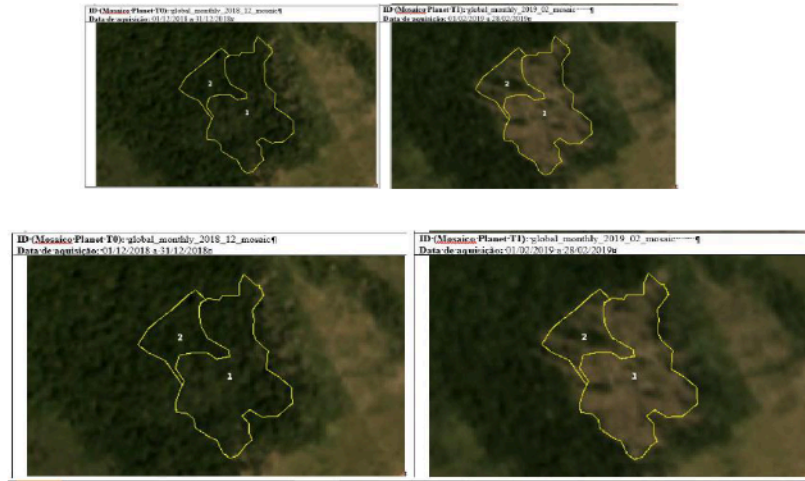 ID·(Mosaico·Planet·T0):·global_monthly_2018_12_mosaic¶
Data·de·aquisição:·01/12/2018·a·31/12/2018¤
ID·(Mosaico·Planet·T1):·global_monthly_2019_02_mosaic¶
Data·de·aquisição:·01/02/2019·a·28/02/2019¤
2
1
2
1
ID·(Mosaico·Planet·T0):·global_monthly_2018_12_mosaic¶
Data·de·aquisição:·01/12/2018·a·31/12/2018¤
ID·(Mosaico·Planet·T1):·global_monthly_2019_02_mosaic·····¶
Data·de·aquisição:·01/02/2019·a·28/02/2019¤
2
1
2
1